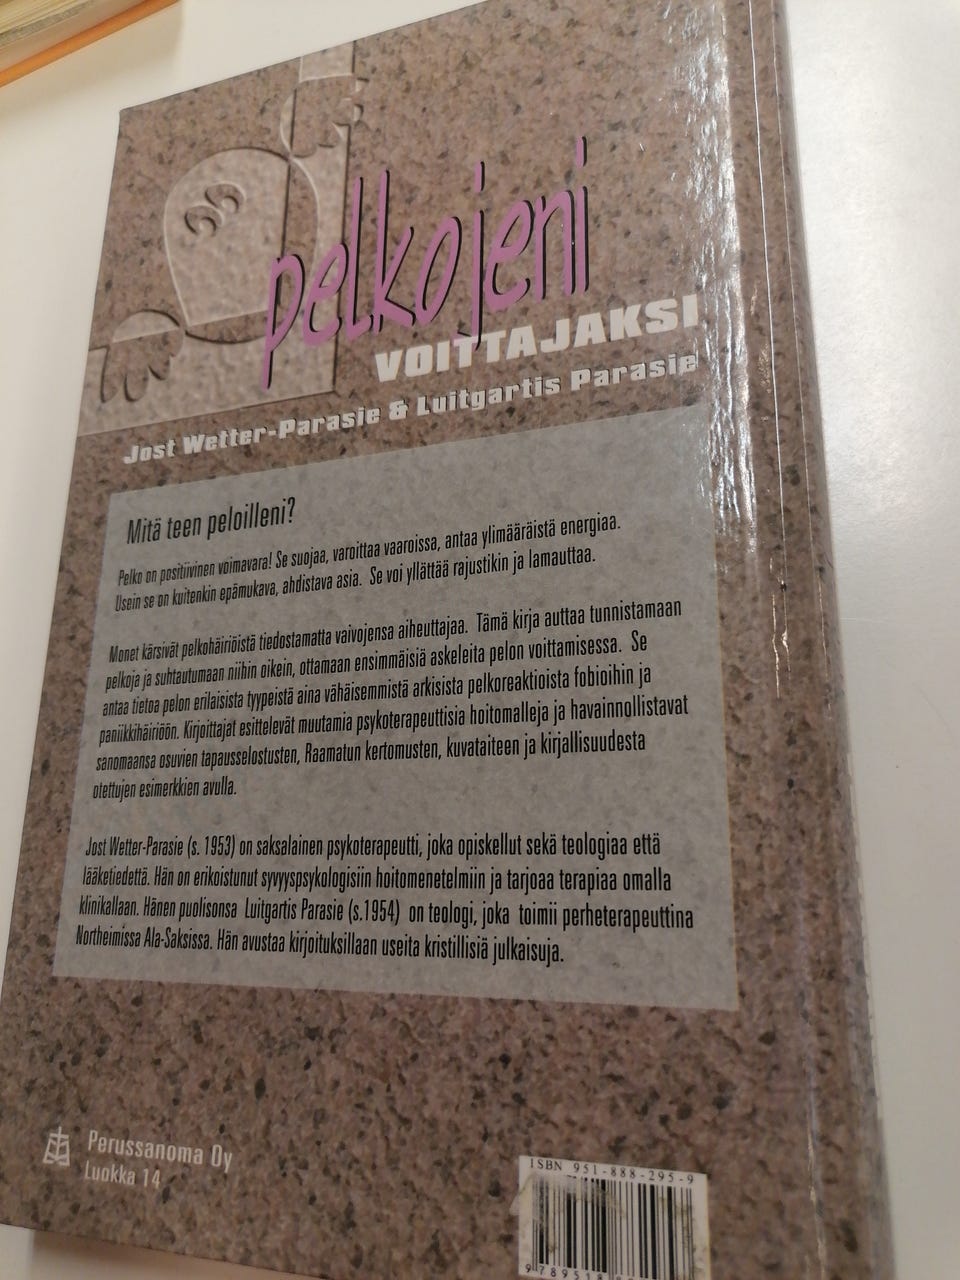 pelkojeni
VOITTAJAKSI
Jost Wetter-Parasie & Luitgartis Parasie
Mitä teen peloilleni?
Pelko on positiivinen voimavara! Se suojaa, varoittaa vaaroissa, antaa ylimääräistä energiaa.
Usein se on kuitenkin epämukava, ahdistava asia. Se voi yllättää rajustikin ja lamauttaa.
Monet kärsivät pelkohäiriöistä tiedostamatta vaivojensa aiheuttajaa. Tämä kirja auttaa tunnistamaan
pelkoja ja suhtautumaan niihin oikein, ottamaan ensimmäisiä askeleita pelon voittamisessa. Se
antaa tietoa pelon erilaisista tyypeistä aina vähäisemmistä arkisista pelkoreaktioista fobioihin ja
paniikkihäiriöön. Kirjoittajat esittelevät muutamia psykoterapeuttisia hoitomalleja ja havainnollistavat
sanomaansa osuvien tapausselostusten, Raamatun kertomusten, kuvataiteen ja kirjallisuudesta
otettujen esimerkkien avulla.
Jost Wetter-Parasie (s. 1953) on saksalainen psykoterapeutti, joka opiskellut sekä teologiaa että
lääketiedettä. Hän on erikoistunut syvyyspsykologisiin hoitomenetelmiin ja tarjoaa terapiaa omalla
klinikallaan. Hänen puolisonsa Luitgartis Parasie (s.1954) on teologi, joka toimii perheterapeuttina
Northeimissa Ala-Saksissa. Hän avustaa kirjoituksillaan useita kristillisiä julkaisuja.
Perussanoma Oy
Luokka 14
ISBN 951-888-295-9
9 789518